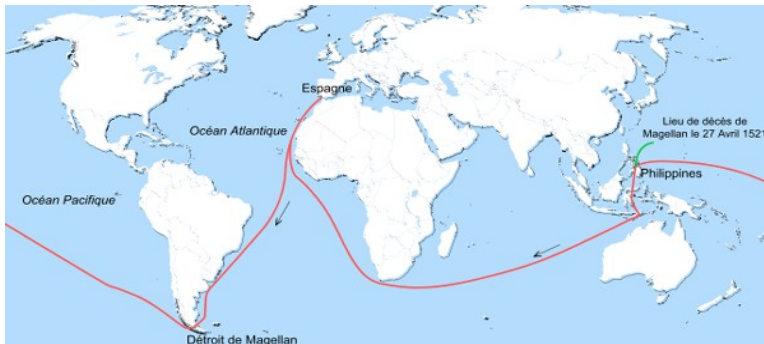 Espagne
Lieu de décès de
Magellan le 27 Avril 1521
Océan Atlantique
Philippines
Océan Pacifique
Détroit de Magellan